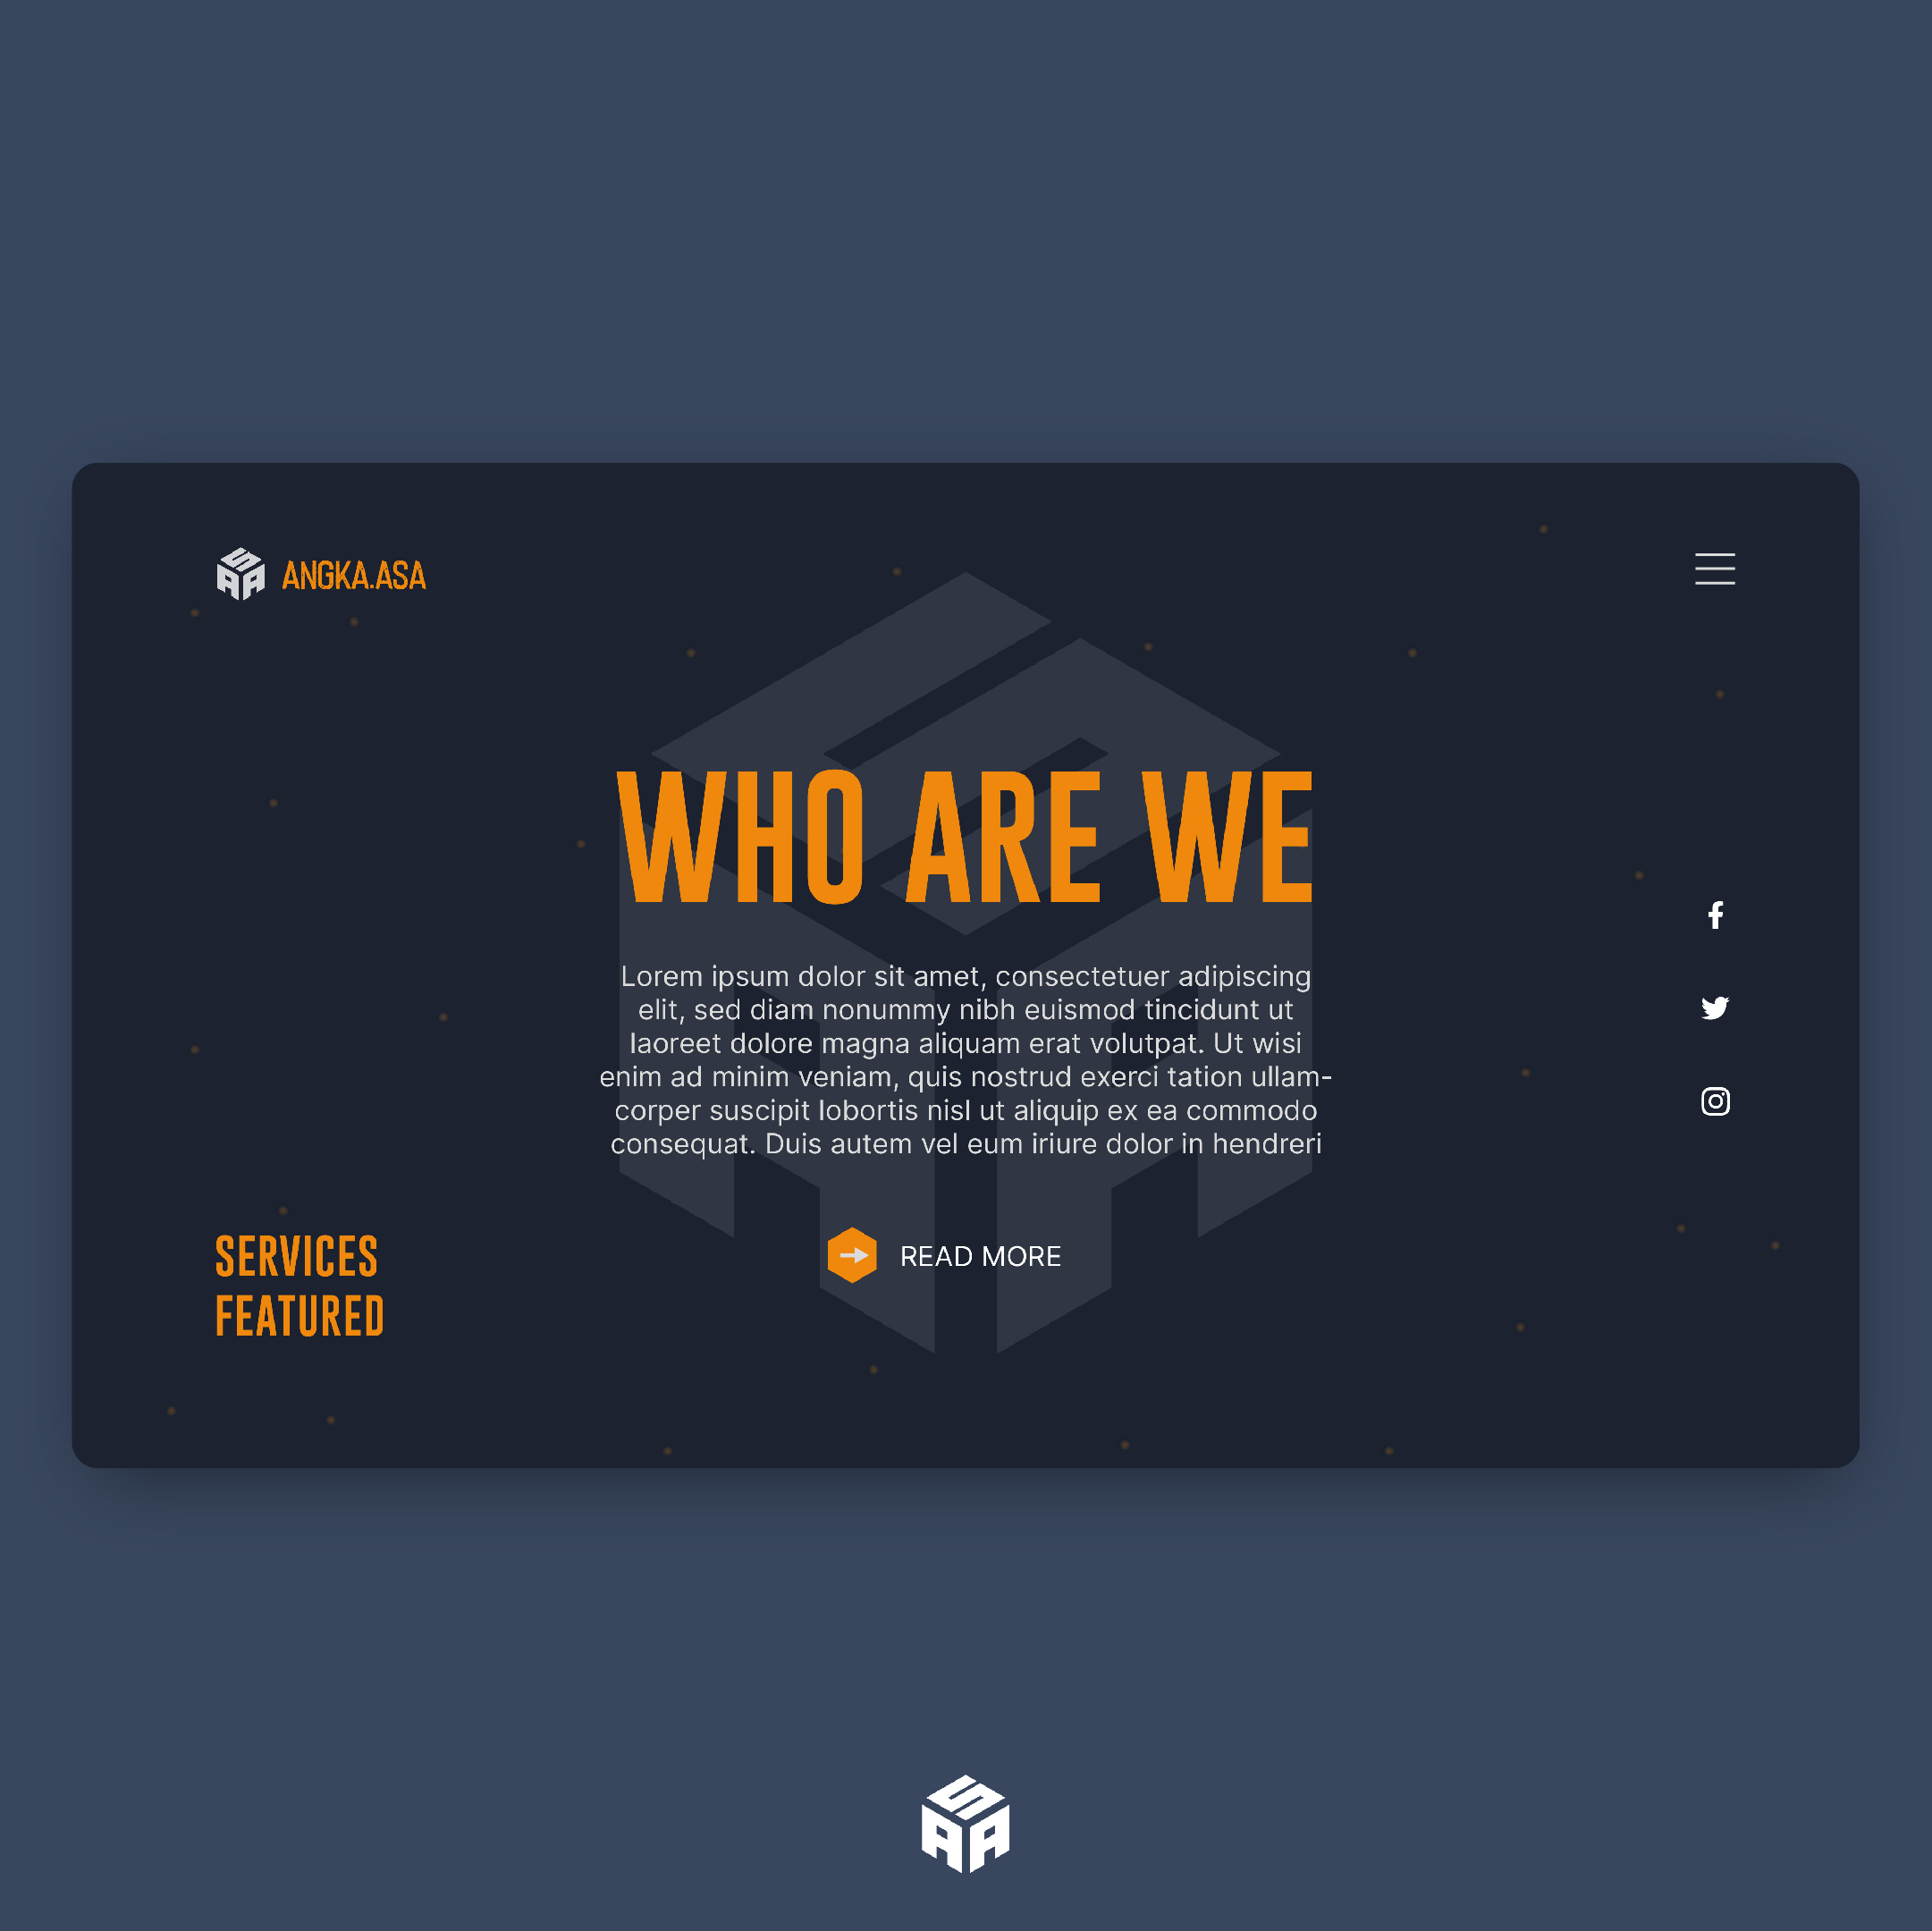 ANGKA.ASA
WHO ARE WE
Lorem ipsum dolor sit amet, consectetuer adipiscing
elit, sed diam nonummy nibh euismod tincidunt ut
laoreet dolore magna aliquam erat volutpat. Ut wisi
enim ad minim veniam, quis nostrud exerci tation ullam-
corper suscipit lobortis nisl ut aliquip ex ea commodo
consequat. Duis autem vel eum iriure dolor in hendreri
READ MORE
SERVICES
FEATURED